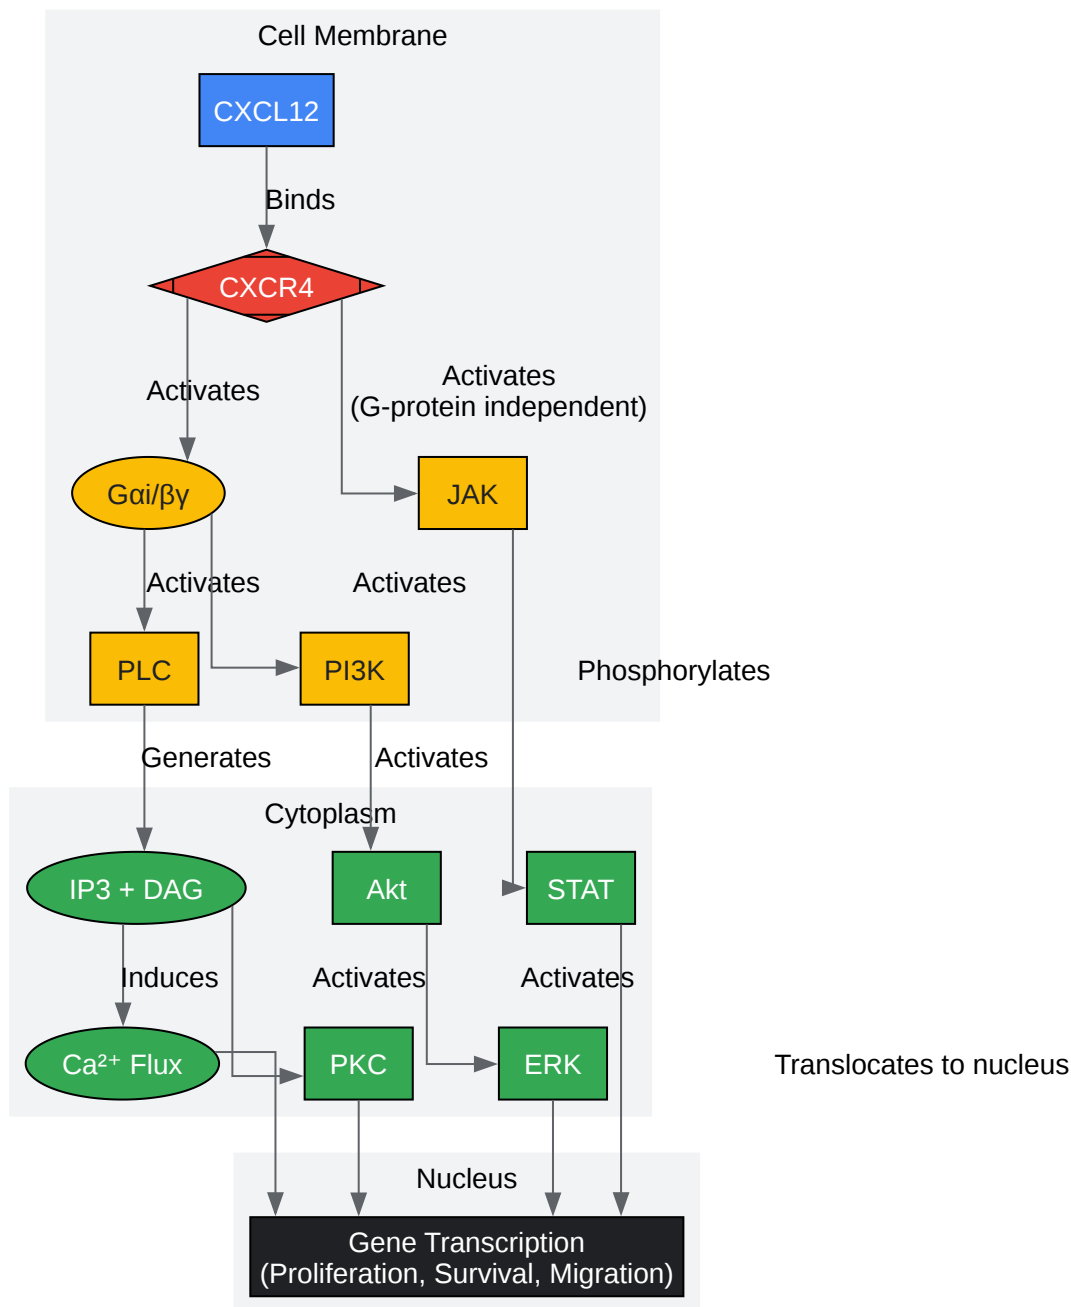 Cell Membrane
CXCL12
Binds
CXCR4
Activates
Activates
(G-protein independent)
Gαi/βγ
JAK
Activates
Activates
PLC
PI3K
Phosphorylates
Generates
Activates
Cytoplasm
IP3 + DAG
Akt
STAT
Induces
Activates
Activates
Ca²⁺ Flux
PKC
ERK
Translocates to nucleus
Nucleus
Gene Transcription
(Proliferation, Survival, Migration)